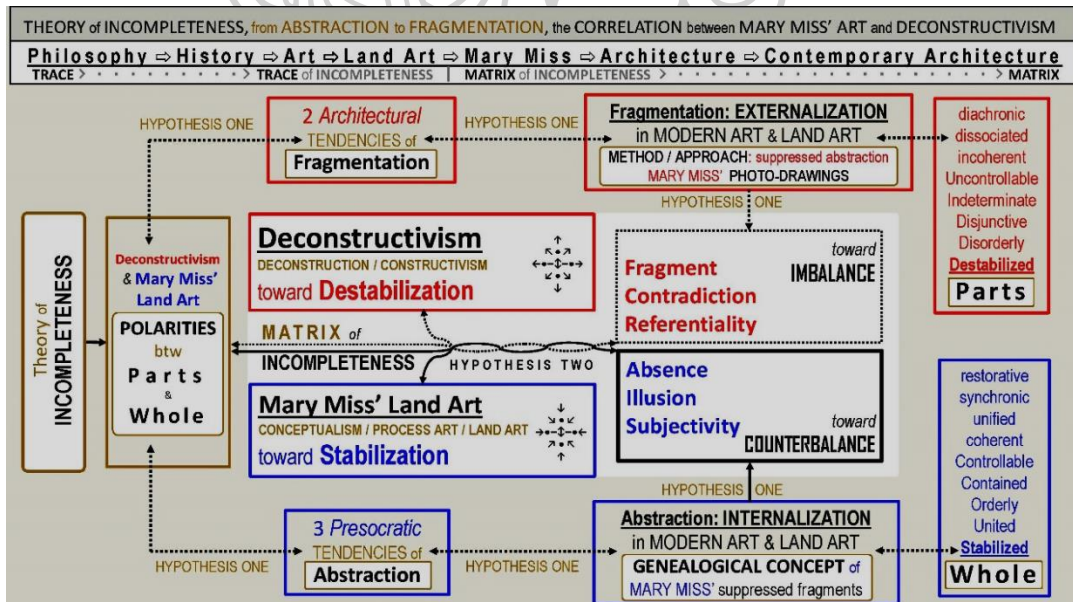 THEORY of INCOMPLETENESS, from ABSTRACTION to FRAGMENTATION, the CORRELATION between MARY MISS' ART and DECONSTRUCTIVISM
Philosophy ⇨ History ⇨ Art ⇨ Land Art ⇨ Mary Miss ⇨ Architecture ⇨ Contemporary Architecture
TRACE > · · · · · · · · · > TRACE of INCOMPLETENESS | MATRIX of INCOMPLETENESS > · · · · · · · · · · · · · · · · > MATRIX
HYPOTHESIS ONE
2 Architectural
TENDENCIES of
Fragmentation
HYPOTHESIS ONE
Fragmentation: EXTERNALIZATION
in MODERN ART & LAND ART
METHOD / APPROACH: suppressed abstraction
MARY MISS' PHOTO-DRAWINGS
HYPOTHESIS ONE
diachronic
dissociated
incoherent
Uncontrollable
Indeterminate
Disjunctive
Disorderly
Destabilized
Parts
Theory of
INCOMPLETENESS
Deconstructivism
& Mary Miss'
Land Art
POLARITIES
btw
Parts
&
Whole
Deconstructivism
DECONSTRUCTION / CONSTRUCTIVISM
toward Destabilization
MATRIX of
INCOMPLETENESS
HYPOTHESIS TWO
Mary Miss' Land Art
CONCEPTUALISM / PROCESS ART / LAND ART
toward Stabilization
Fragment
Contradiction
Referentiality
toward
IMBALANCE
Absence
Illusion
Subjectivity
toward
COUNTERBALANCE
HYPOTHESIS ONE
HYPOTHESIS ONE
3 Presocratic
TENDENCIES of
Abstraction
HYPOTHESIS ONE
Abstraction: INTERNALIZATION
in MODERN ART & LAND ART
GENEALOGICAL CONCEPT of
MARY MISS' suppressed fragments
restorative
synchronic
unified
coherent
Controllable
Contained
Orderly
United
Stabilized
Whole